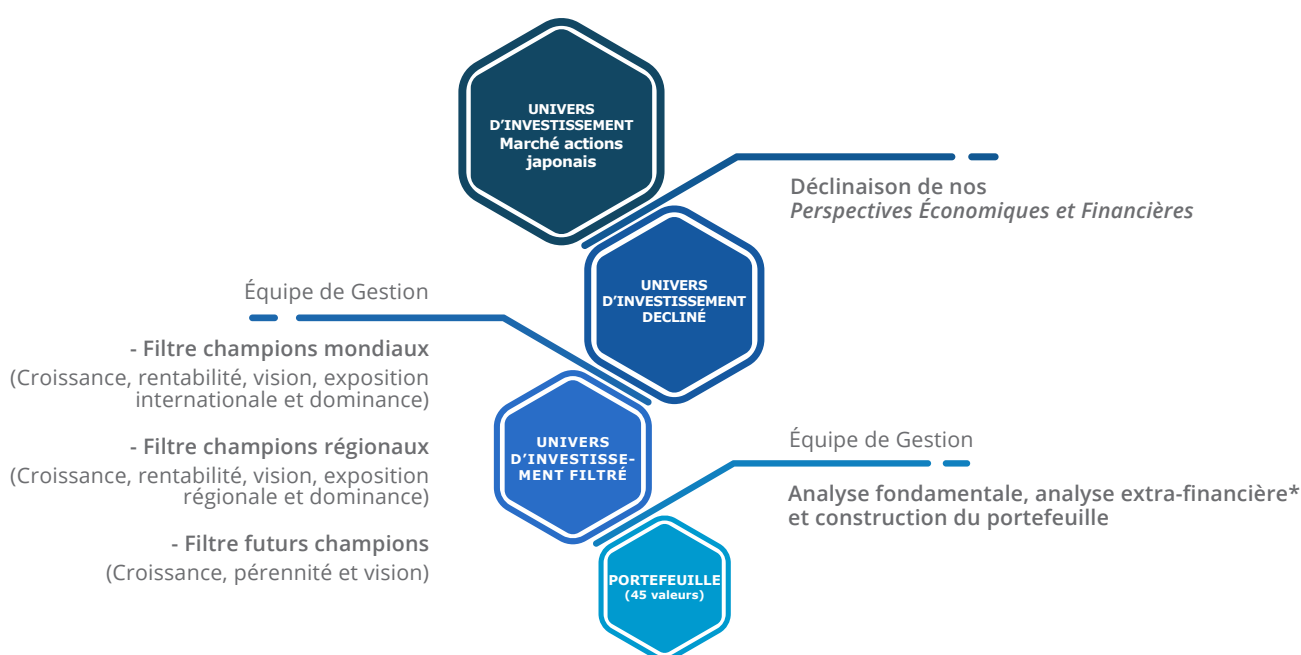 UNIVERS
D’INVESTISSEMENT
Marché actions
japonais
Déclinaison de nos
Perspectives Économiques et Financières
UNIVERS
D’INVESTISSEMENT
DECLINÉ
Équipe de Gestion
- Filtre champions mondiaux
(Croissance, rentabilité, vision, exposition
internationale et dominance)
- Filtre champions régionaux
(Croissance, rentabilité, vision, exposition
régionale et dominance)
- Filtre futurs champions
(Croissance, pérennité et vision)
UNIVERS
D’INVESTISSE-
MENT FILTRÉ
Équipe de Gestion
Analyse fondamentale, analyse extra-financière*
et construction du portefeuille
PORTEFEUILLE
(45 valeurs)